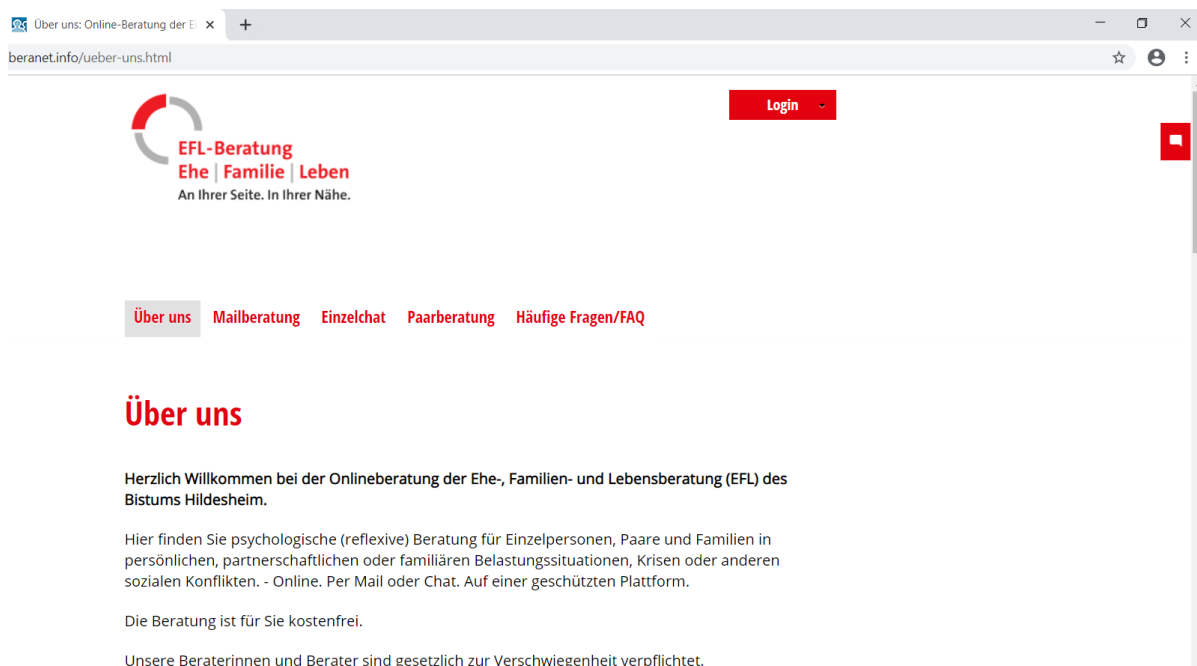 Über uns: Online-Beratung der E
beranet.info/ueber-uns.html
Login
EFL-Beratung
Ehe | Familie | Leben
An Ihrer Seite. In Ihrer Nähe.
Über uns Mailberatung Einzelchat Paarberatung Häufige Fragen/FAQ
Über uns
Herzlich Willkommen bei der Onlineberatung der Ehe-, Familien- und Lebensberatung (EFL) des
Bistums Hildesheim.
Hier finden Sie psychologische (reflexive) Beratung für Einzelpersonen, Paare und Familien in
persönlichen, partnerschaftlichen oder familiären Belastungssituationen, Krisen oder anderen
sozialen Konflikten. - Online. Per Mail oder Chat. Auf einer geschützten Plattform.
Die Beratung ist für Sie kostenfrei.
Unsere Beraterinnen und Berater sind gesetzlich zur Verschwiegenheit verpflichtet.